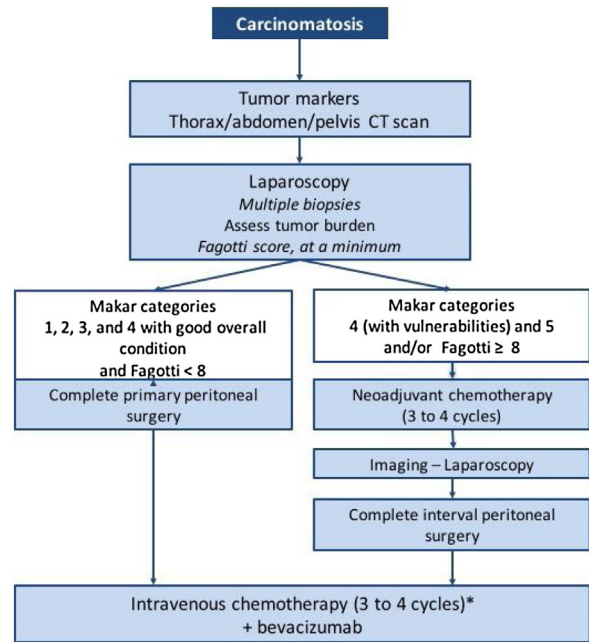 Carcinomatosis
Tumor markers
Thorax/abdomen/pelvis CT scan
Laparoscopy
Multiple biopsies
Assess tumor burden
Fagotti score, at a minimum
Makar categories
1, 2, 3, and 4 with good overall
condition
and Fagotti < 8
Complete primary peritoneal
surgery
Makar categories
4 (with vulnerabilities) and 5
and/or Fagotti ≥ 8
Neoadjuvant chemotherapy
(3 to 4 cycles)
Imaging – Laparoscopy
Complete interval peritoneal
surgery
Intravenous chemotherapy (3 to 4 cycles)*
+ bevacizumab